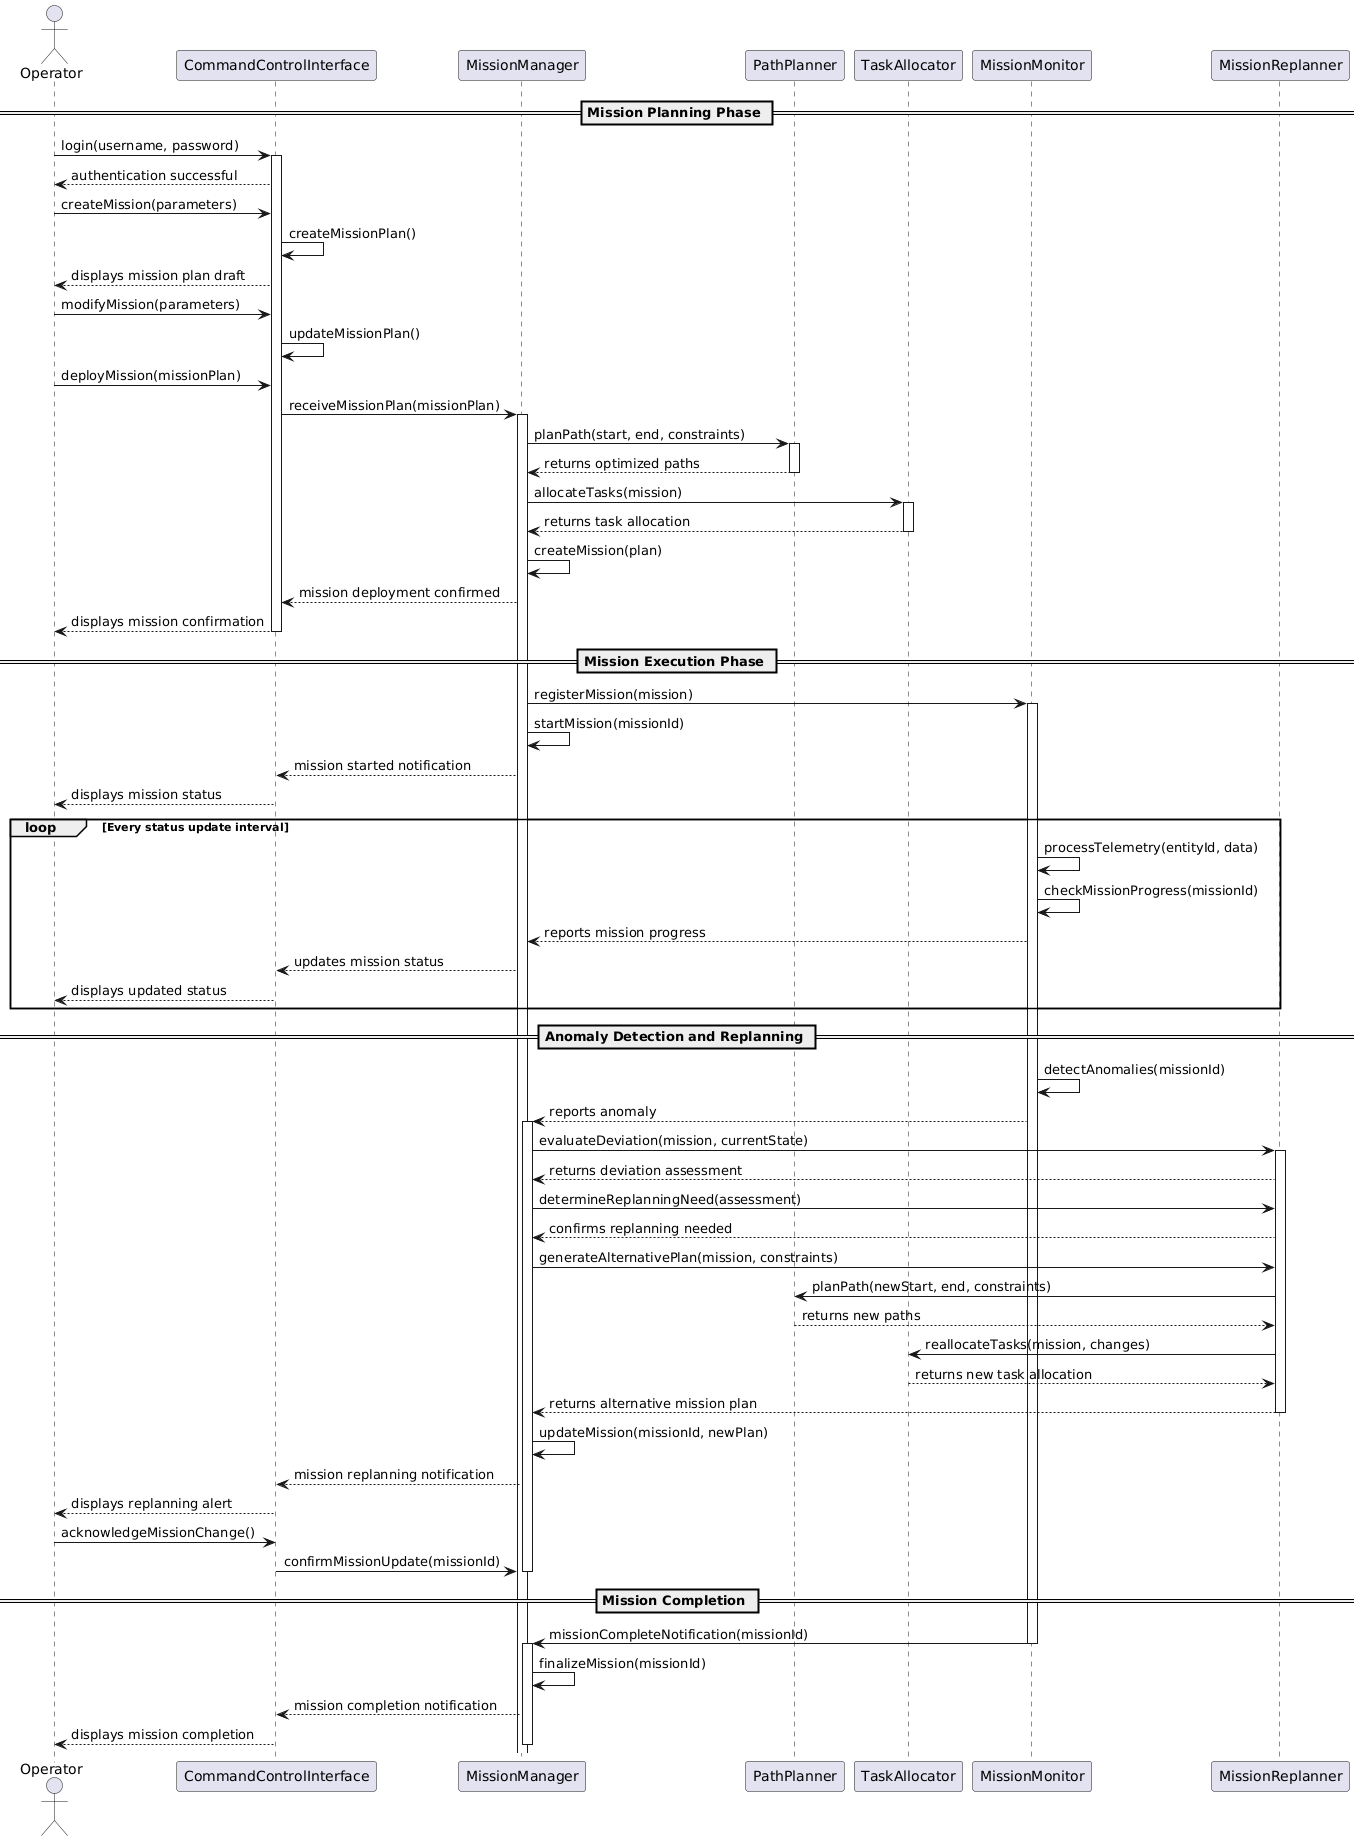 Operator
CommandControlInterface
MissionManager
PathPlanner
TaskAllocator
MissionMonitor
MissionReplanner
Mission Planning Phase
login(username, password)
authentication successful
createMission(parameters)
createMissionPlan()
displays mission plan draft
modifyMission(parameters)
updateMissionPlan()
deployMission(missionPlan)
receiveMissionPlan(missionPlan)
planPath(start, end, constraints)
returns optimized paths
allocateTasks(mission)
returns task allocation
createMission(plan)
mission deployment confirmed
displays mission confirmation
Mission Execution Phase
registerMission(mission)
startMission(missionId)
mission started notification
displays mission status
loop
[Every status update interval]
processTelemetry(entityId, data)
checkMissionProgress(missionId)
reports mission progress
updates mission status
displays updated status
Anomaly Detection and Replanning
detectAnomalies(missionId)
reports anomaly
evaluateDeviation(mission, currentState)
returns deviation assessment
determineReplanningNeed(assessment)
confirms replanning needed
generateAlternativePlan(mission, constraints)
planPath(newStart, end, constraints)
returns new paths
reallocateTasks(mission, changes)
returns new task allocation
returns alternative mission plan
updateMission(missionId, newPlan)
mission replanning notification
displays replanning alert
acknowledgeMissionChange()
confirmMissionUpdate(missionId)
Mission Completion
missionCompleteNotification(missionId)
finalizeMission(missionId)
mission completion notification
displays mission completion
Operator
CommandControlInterface
MissionManager
PathPlanner
TaskAllocator
MissionMonitor
MissionReplanner